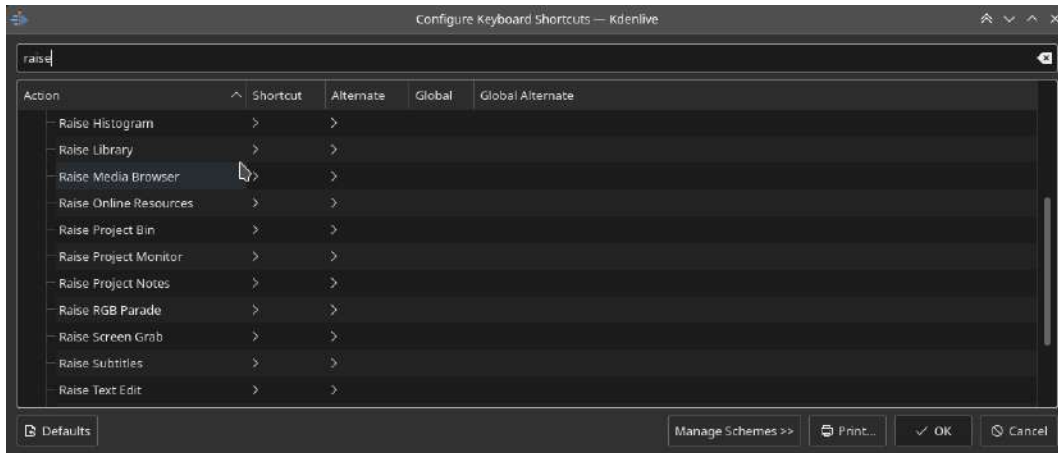 Configure Keyboard Shortcuts — Kdenlive
raise
Action Shortcut Alternate Global Global Alternate
Raise Histogram
Raise Library
Raise Media Browser
Raise Online Resources
Raise Project Bin
Raise Project Monitor
Raise Project Notes
Raise RGB Parade
Raise Screen Grab
Raise Subtitles
Raise Text Edit
Defaults Manage Schemes >> Print... OK Cancel